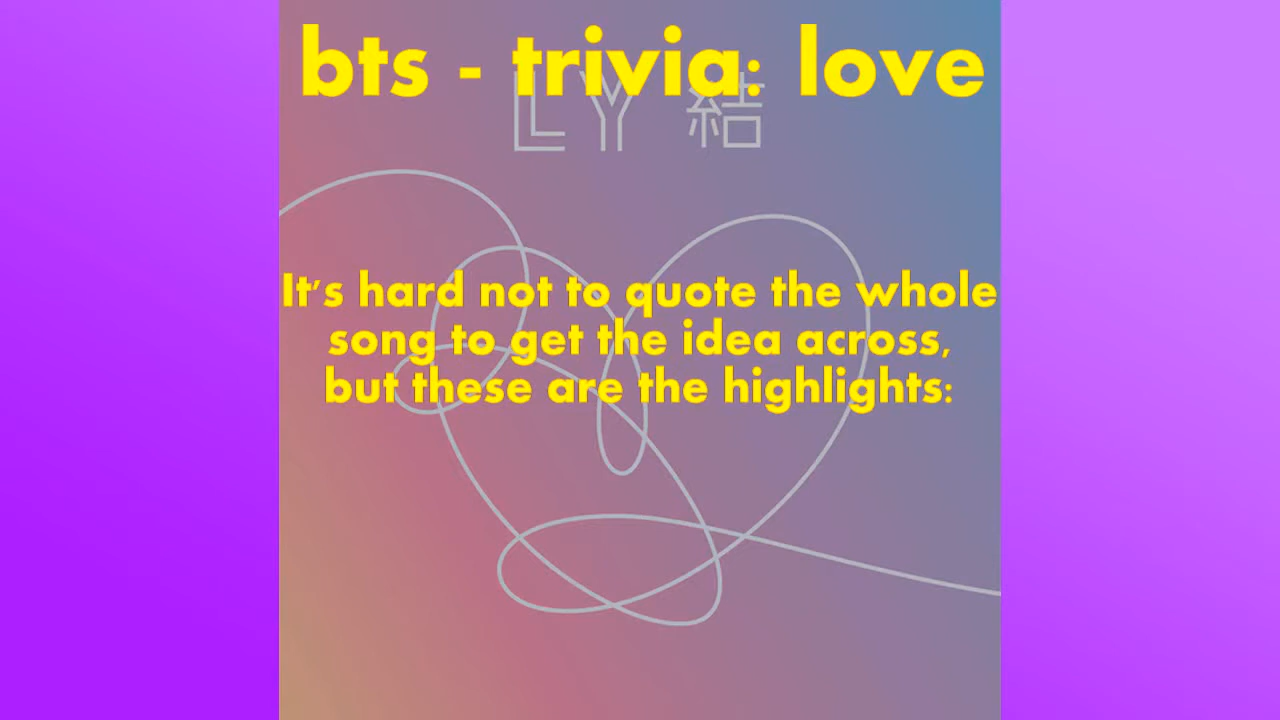 bts - trivia: love
LY 結
It's hard not to quote the whole
song to get the idea across,
but these are the highlights: